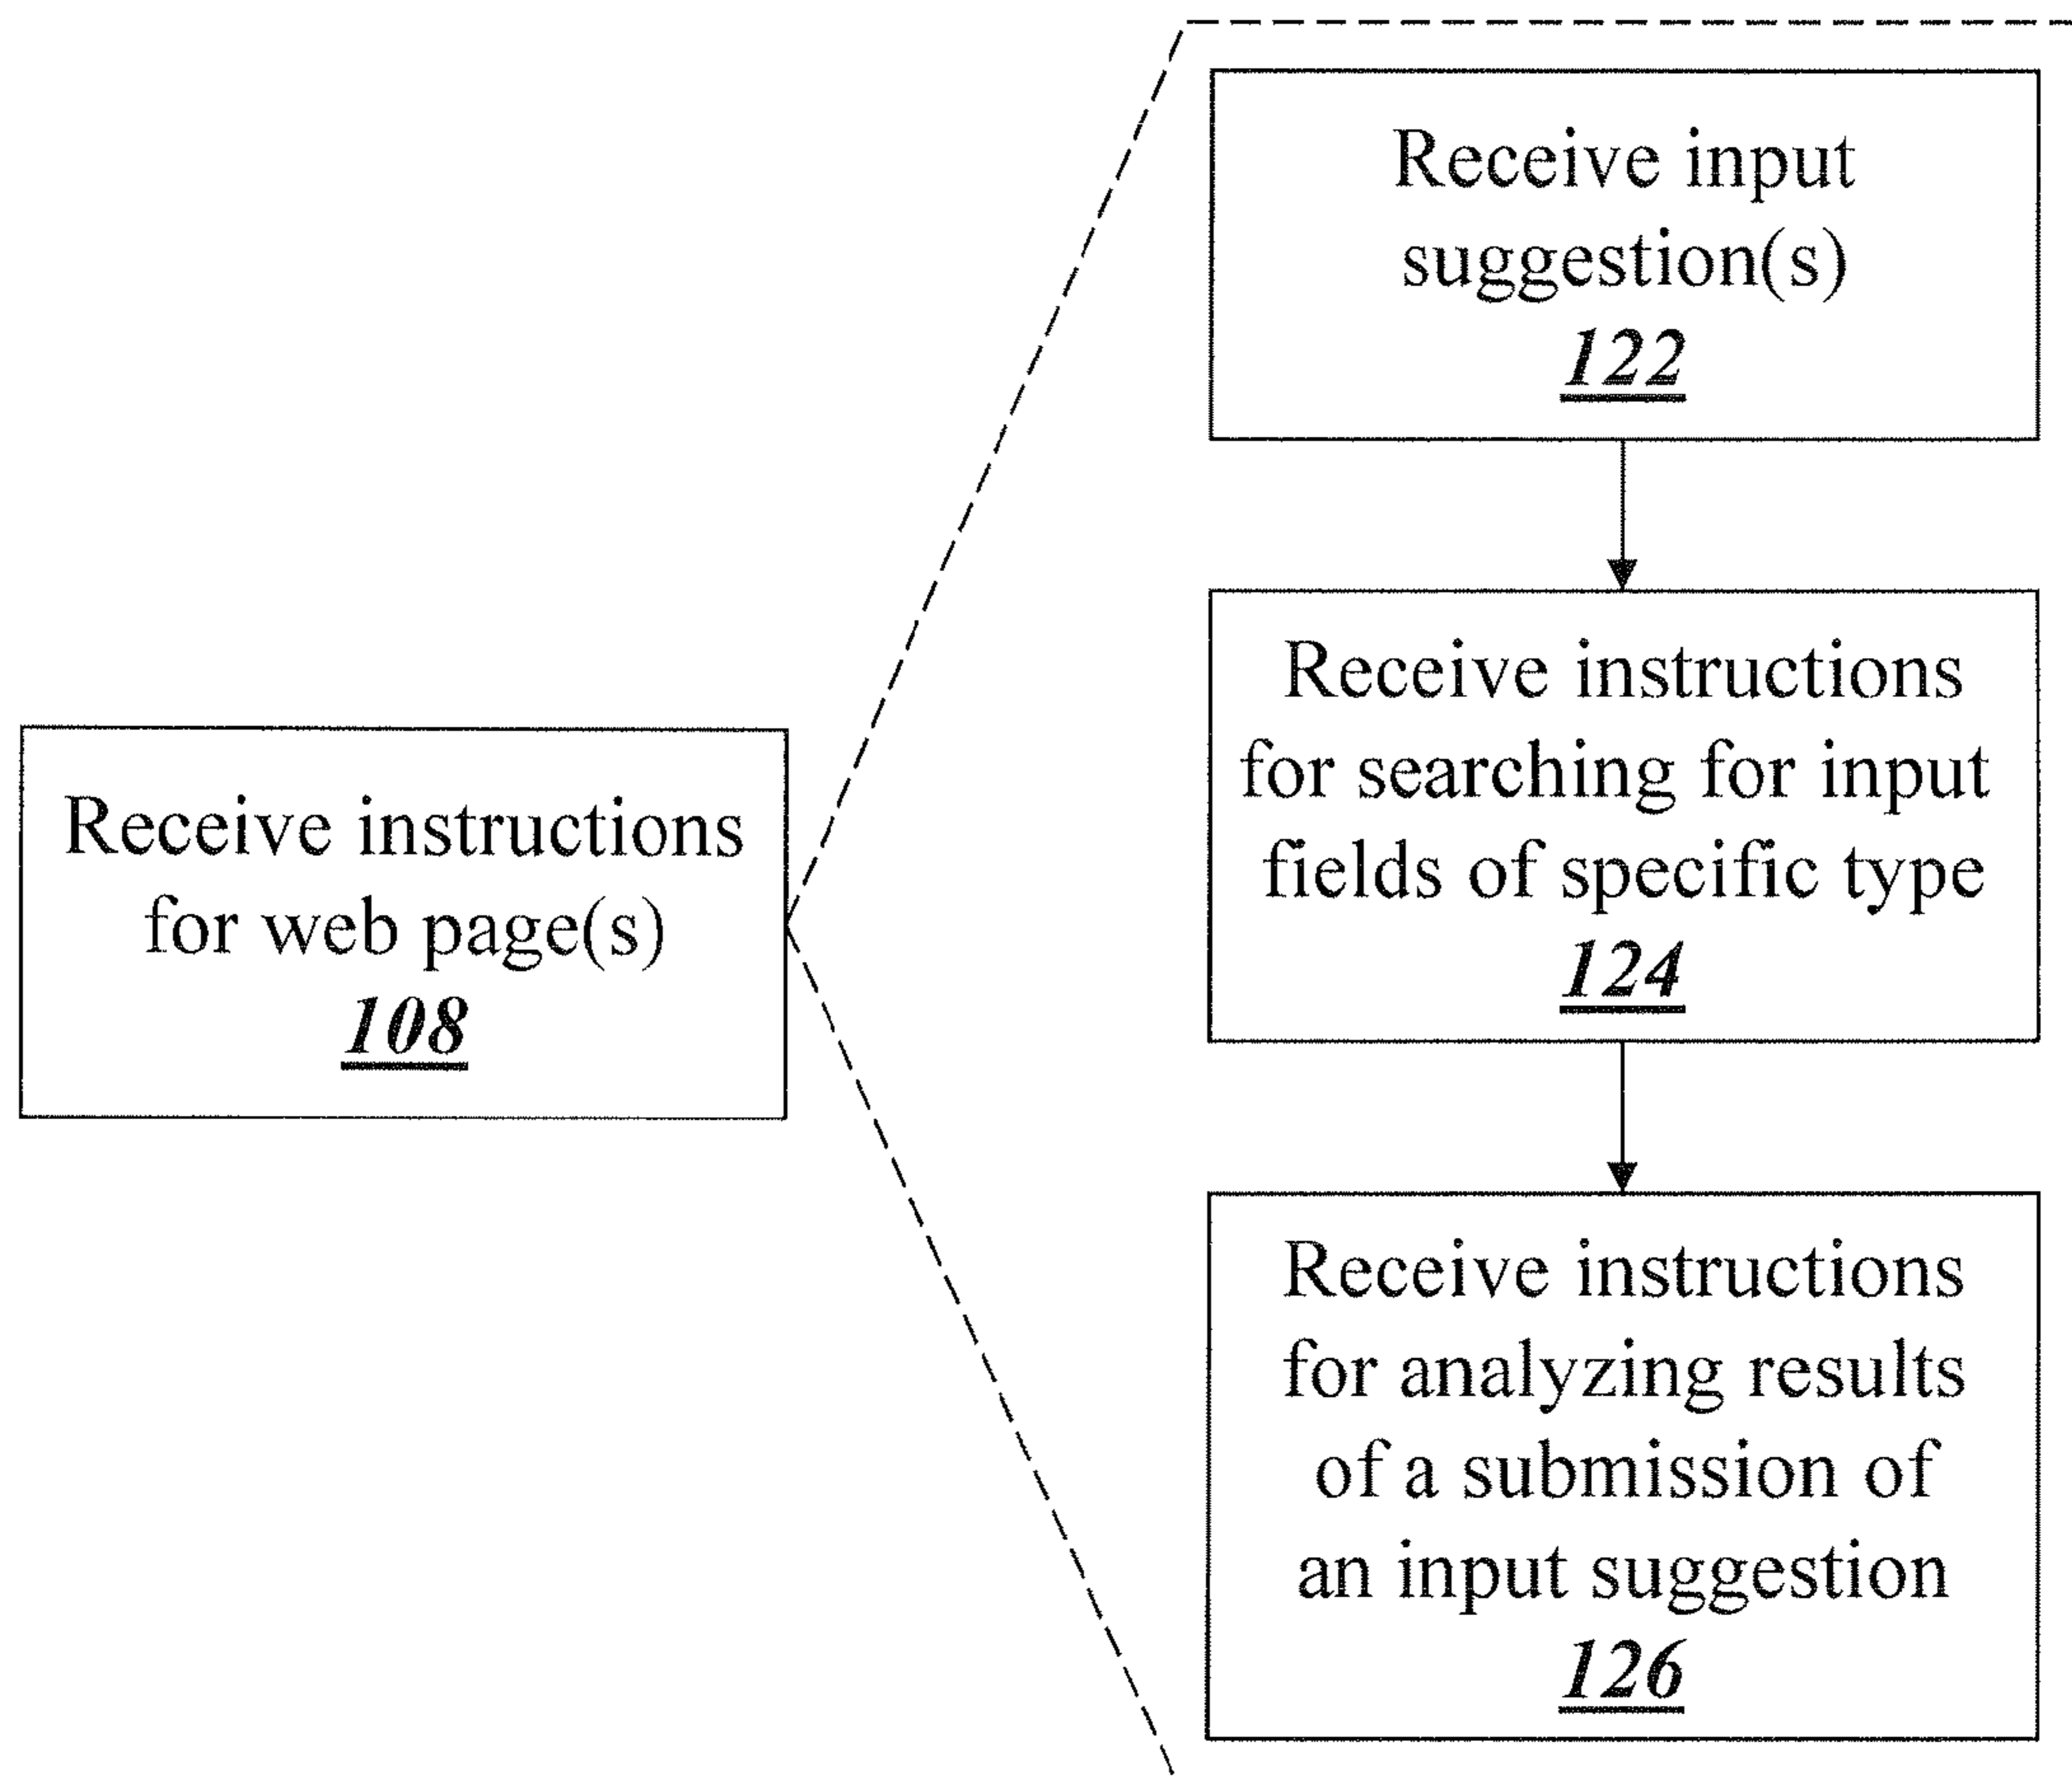 Receive instructions
for web page(s)
108
Receive input
suggestion(s)
122
Receive instructions
for searching for input
fields of specific type
124
Receive instructions
for analyzing results
of a submission of
an input suggestion
126